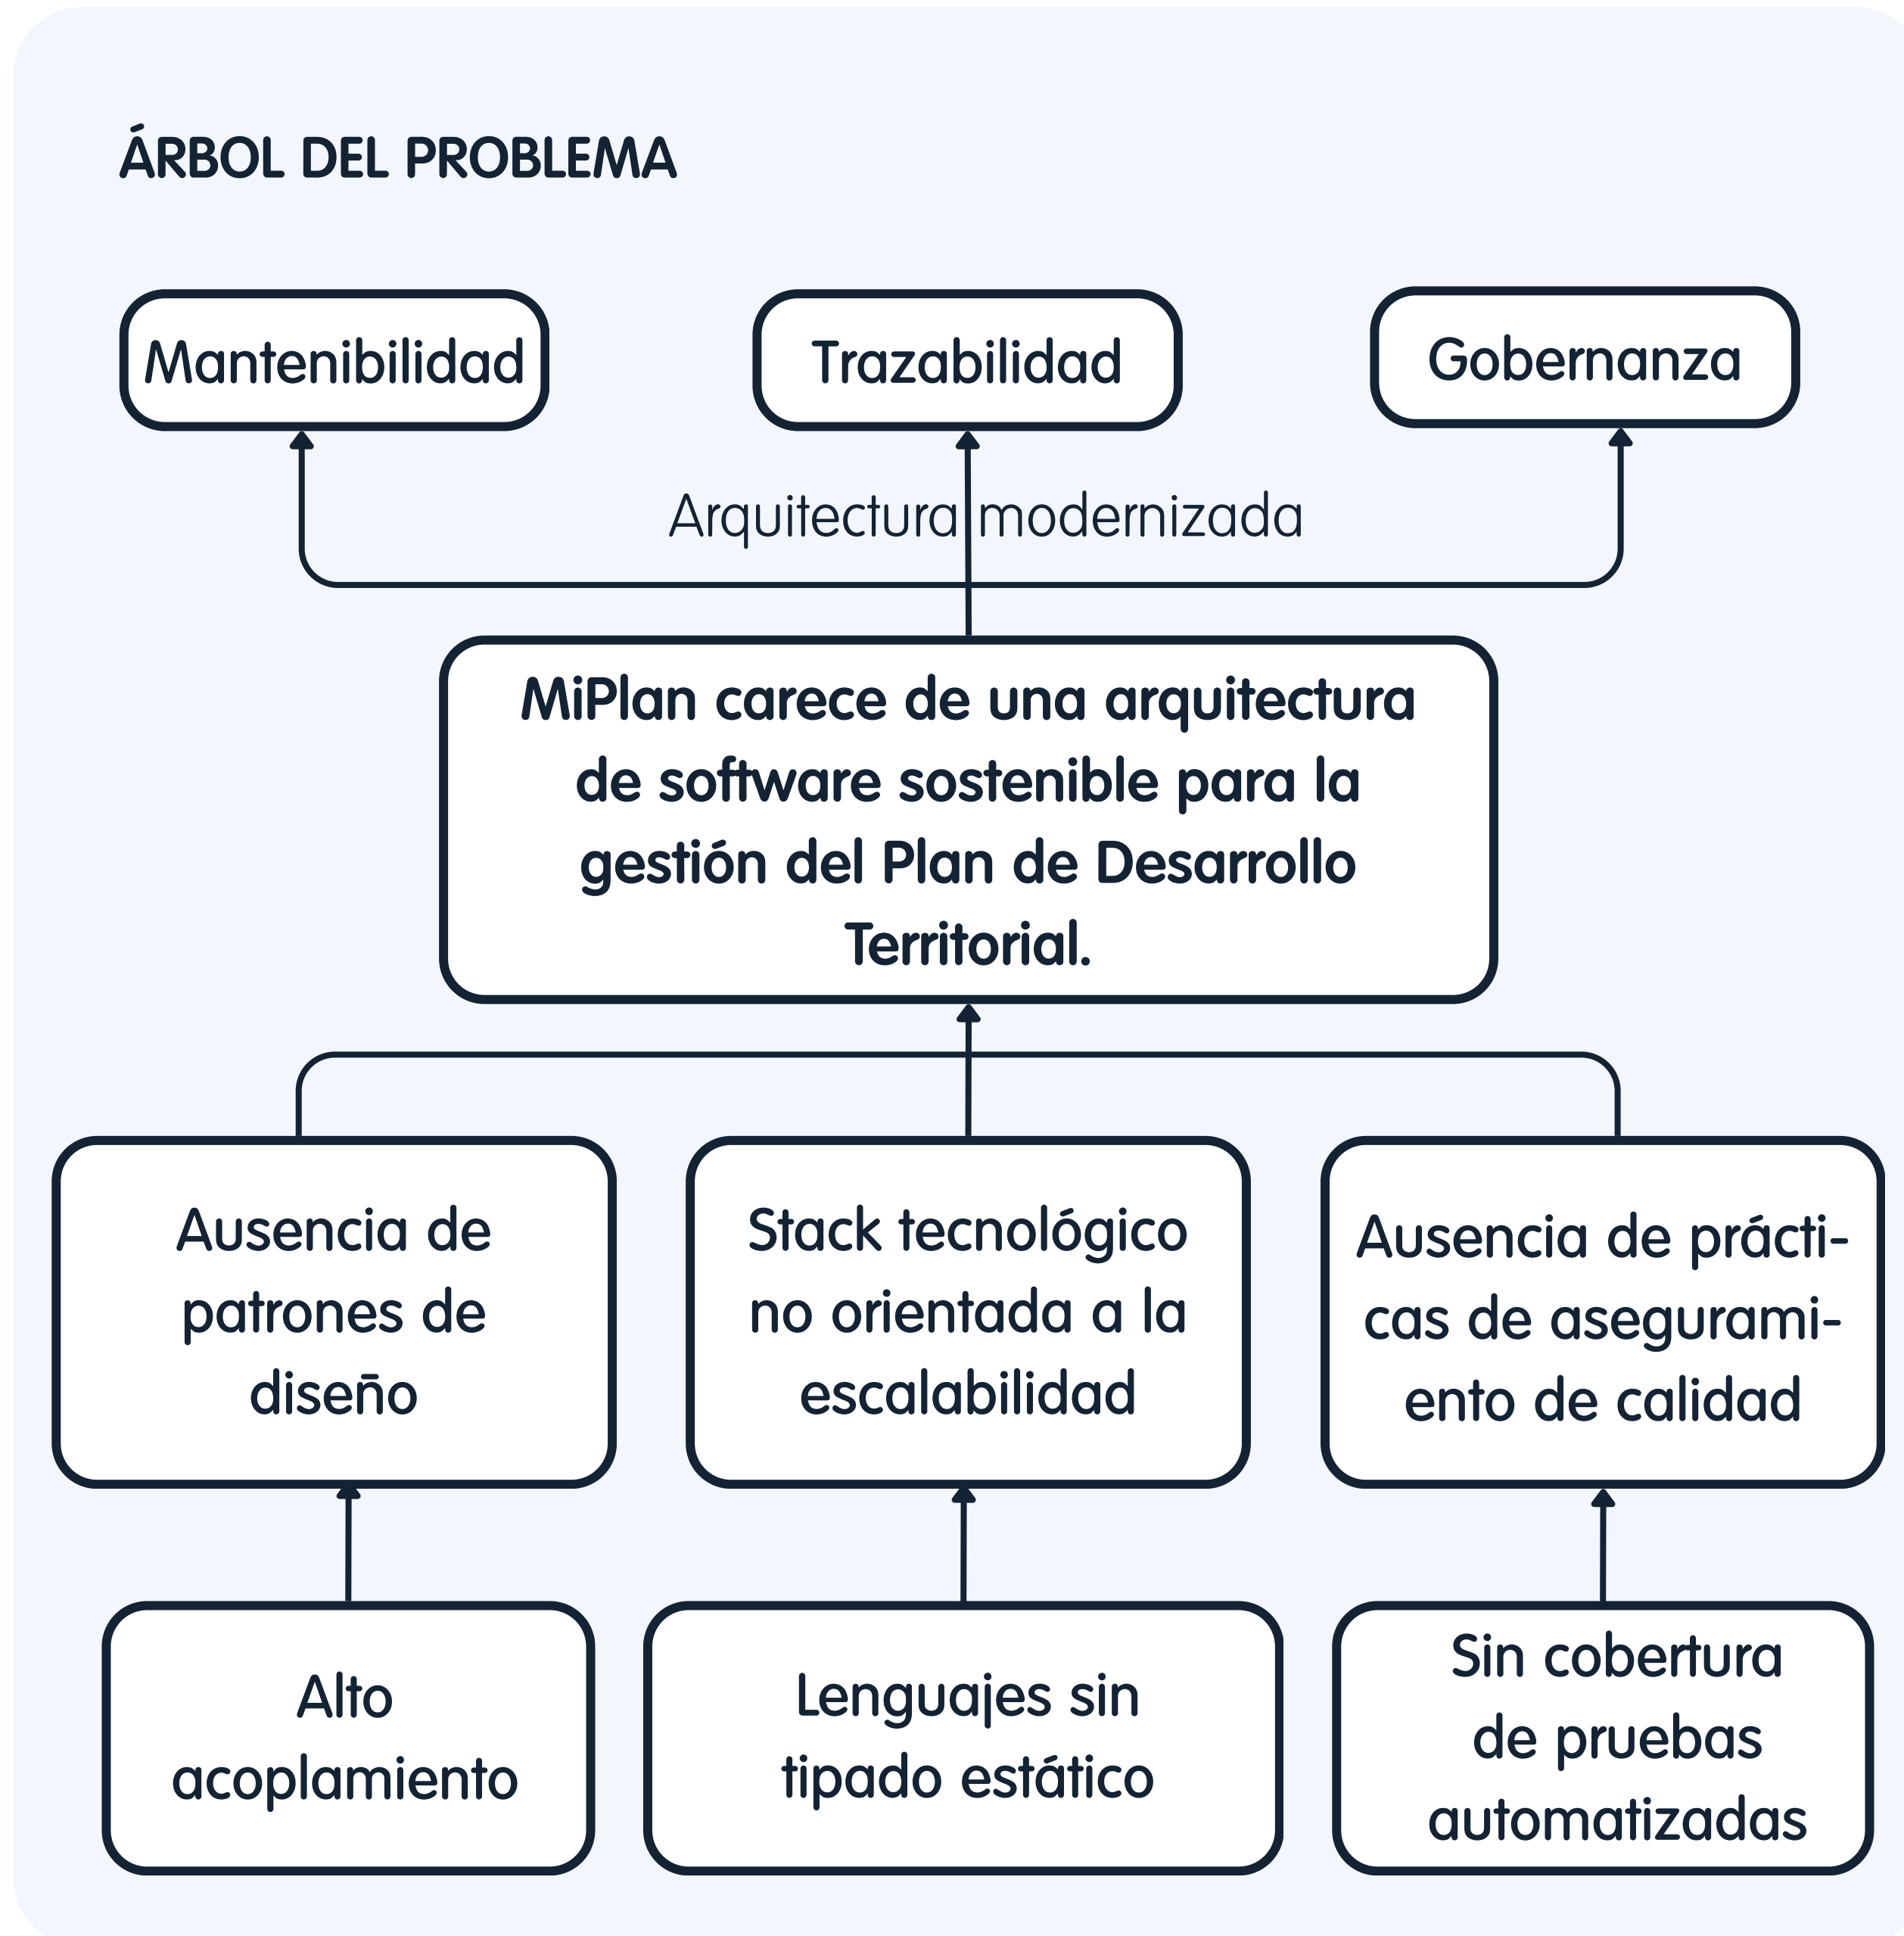 ÁRBOL DEL PROBLEMA
Mantenibilidad
Trazabilidad
Gobernanza
Arquitectura modernizada
MiPlan carece de una arquitectura
de software sostenible para la
gestión del Plan de Desarrollo
Territorial.
Ausencia de
patrones de
diseño
Stack tecnológico
no orientada a la
escalabilidad
Ausencia de prácti-
cas de asegurami-
ento de calidad
Alto
acoplamiento
Lenguajes sin
tipado estático
Sin cobertura
de pruebas
automatizadas